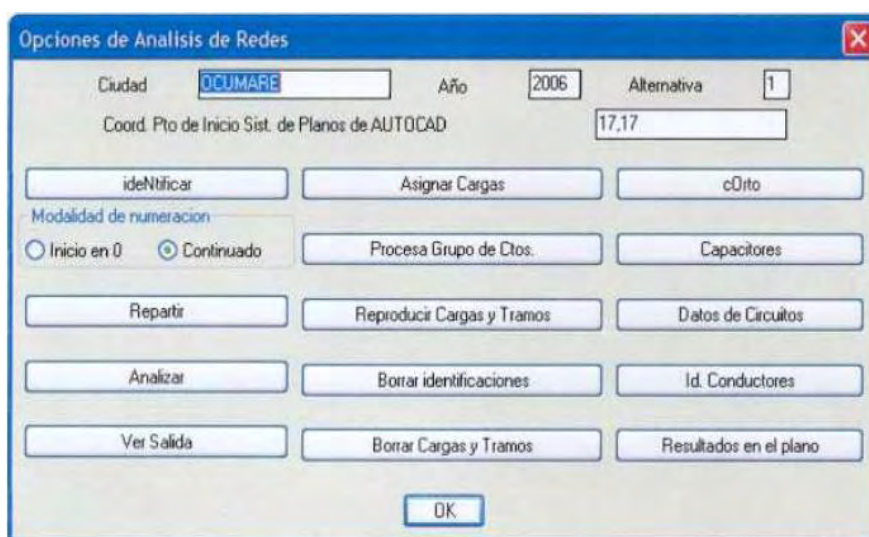 Opciones de Analisis de Redes
Ciudad OCUMARE Año 2006 Alternativa 1
Coord. Pto de Inicio Sist. de Planos de AUTOCAD 17,17
ideNtificar Asignar Cargas cOrto
Modalidad de numeracion
Inicio en 0 Continuado Procesa Grupo de Ctos. Capacitores
Repartir Reproducir Cargas y Tramos Datos de Circuitos
Analizar Borrar identificaciones Id. Conductores
Ver Salida Borrar Cargas y Tramos Resultados en el plano
OK